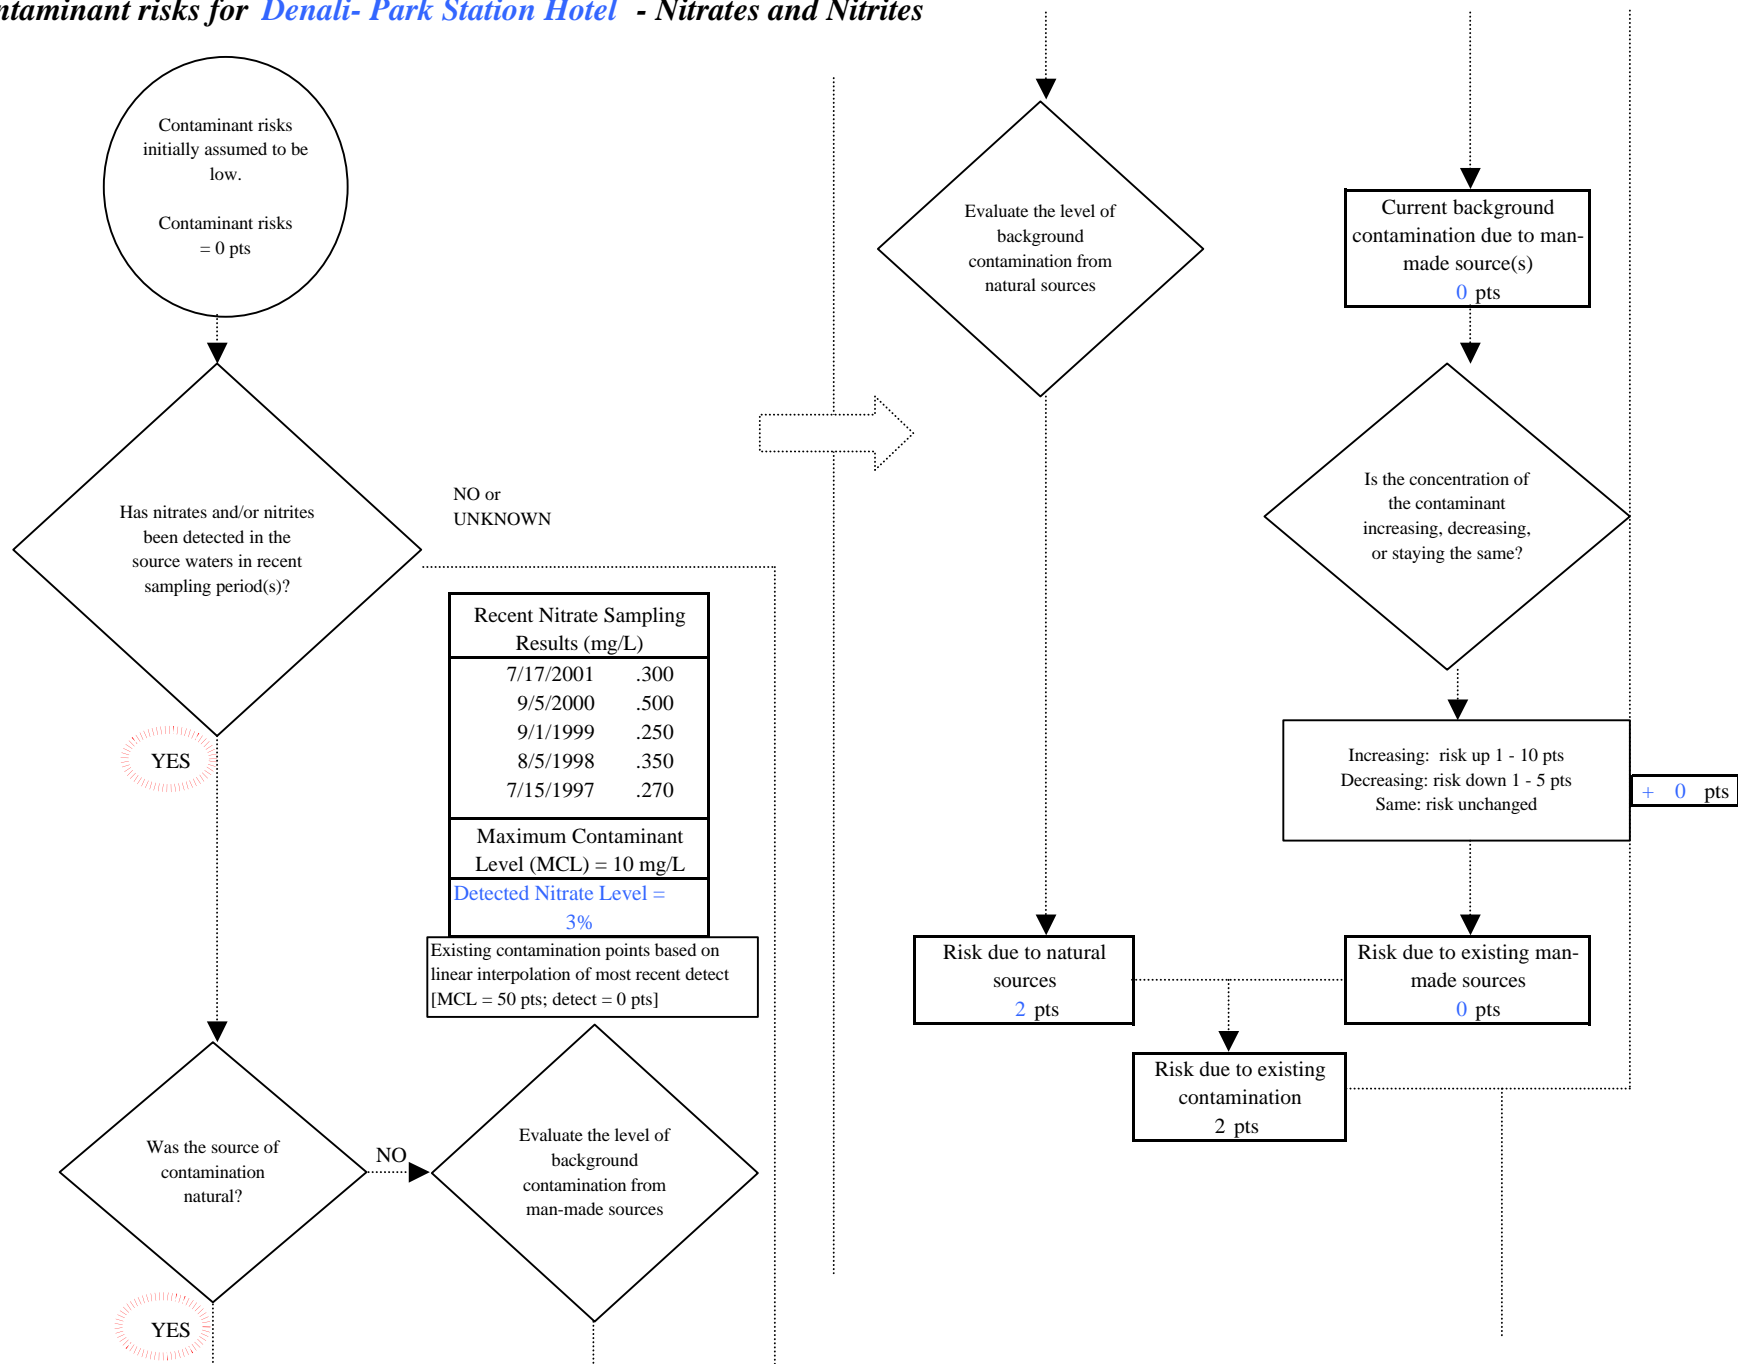 ntaminant risks for Denali- Park Station Hotel - Nitrates and Nitrites
Contaminant risks
initially assumed to be
low.
Contaminant risks
= 0 pts
Has nitrates and/or nitrites
been detected in the
source waters in recent
sampling period(s)?
NO or
UNKNOWN
YES
Recent Nitrate Sampling
Results (mg/L)
7/17/2001 .300
9/5/2000 .500
9/1/1999 .250
8/5/1998 .350
7/15/1997 .270
Maximum Contaminant
Level (MCL) = 10 mg/L
Detected Nitrate Level =
3%
Existing contamination points based on
linear interpolation of most recent detect
[MCL = 50 pts; detect = 0 pts]
Was the source of
contamination
natural?
NO
YES
Evaluate the level of
background
contamination from
man-made sources
Evaluate the level of
background
contamination from
natural sources
Current background
contamination due to man-
made source(s)
0 pts
Is the concentration of
the contaminant
increasing, decreasing,
or staying the same?
Increasing: risk up 1 - 10 pts
Decreasing: risk down 1 - 5 pts
Same: risk unchanged
+ 0 pts
Risk due to natural
sources
2 pts
Risk due to existing man-
made sources
0 pts
Risk due to existing
contamination
2 pts